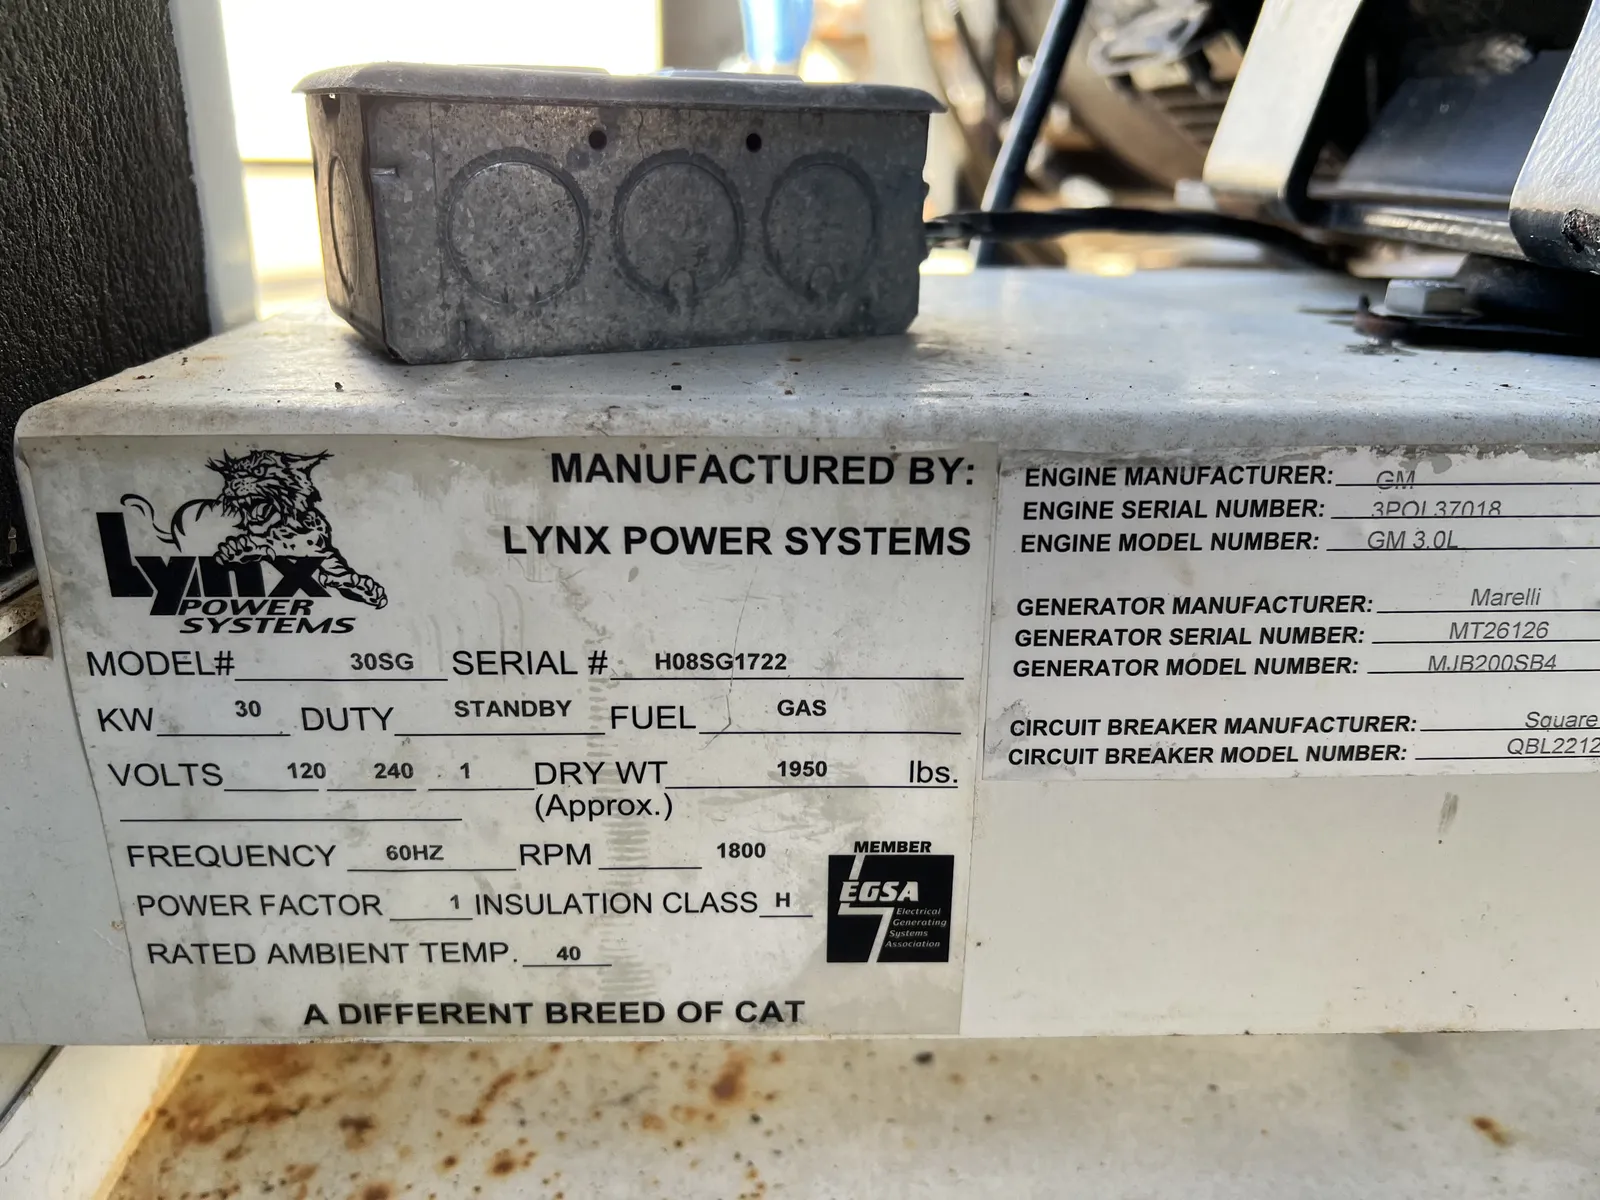 Lynx
POWER
SYSTEMS
MANUFACTURED BY:
LYNX POWER SYSTEMS
MODEL# 30SG SERIAL # H08SG1722
KW 30 DUTY STANDBY FUEL GAS
VOLTS 120 240 1 DRY WT 1950 lbs.
(Approx.)
FREQUENCY 60HZ RPM 1800
POWER FACTOR 1 INSULATION CLASS H
RATED AMBIENT TEMP. 40
A DIFFERENT BREED OF CAT
MEMBER
EGSA
Electrical
Generating
Systems
Association
ENGINE MANUFACTURER: GM
ENGINE SERIAL NUMBER: 3POL37018
ENGINE MODEL NUMBER: GM 3.0L
GENERATOR MANUFACTURER: Marelli
GENERATOR SERIAL NUMBER: MT26126
GENERATOR MODEL NUMBER: MJB200SB4
CIRCUIT BREAKER MANUFACTURER: Square
CIRCUIT BREAKER MODEL NUMBER: QBL2212